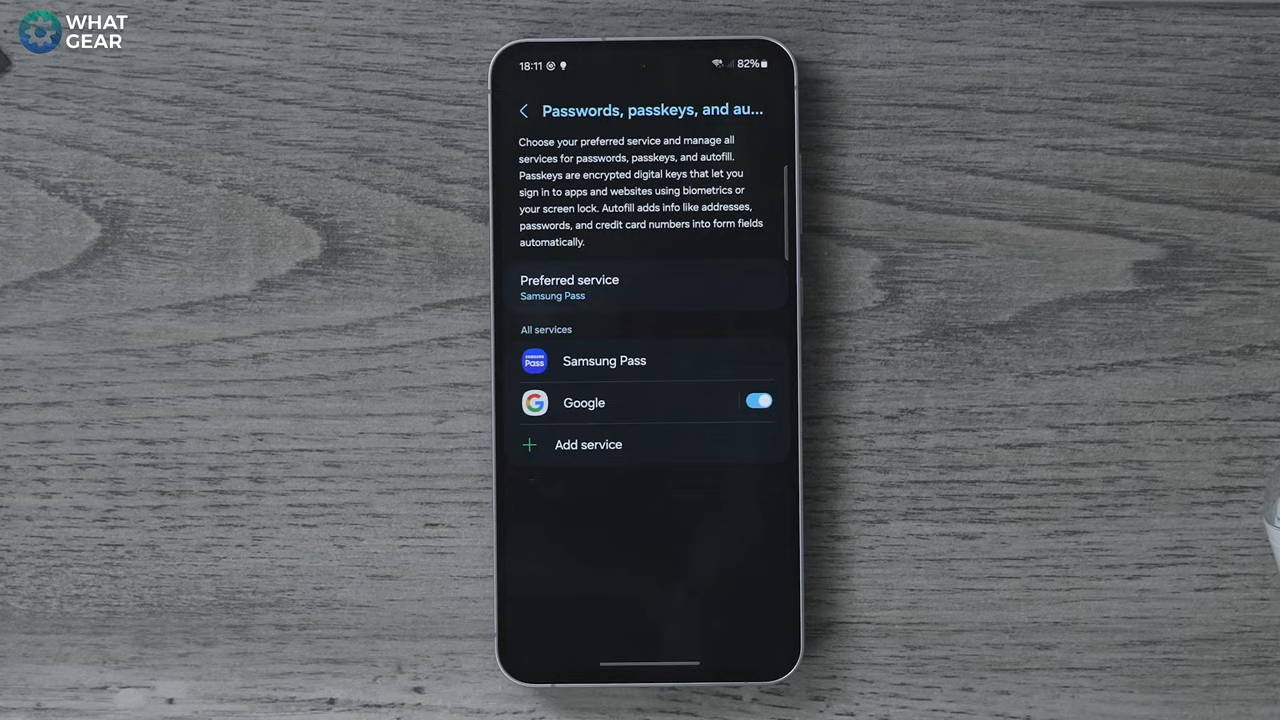 WHAT
GEAR
18:11
82%
Passwords, passkeys, and au...
Choose your preferred service and manage all
services for passwords, passkeys, and autofill.
Passkeys are encrypted digital keys that let you
sign in to apps and websites using biometrics or
your screen lock. Autofill adds info like addresses,
passwords, and credit card numbers into form fields
automatically.
Preferred service
Samsung Pass
All services
SAMSUNG
Pass
Samsung Pass
G
Google
+ Add service